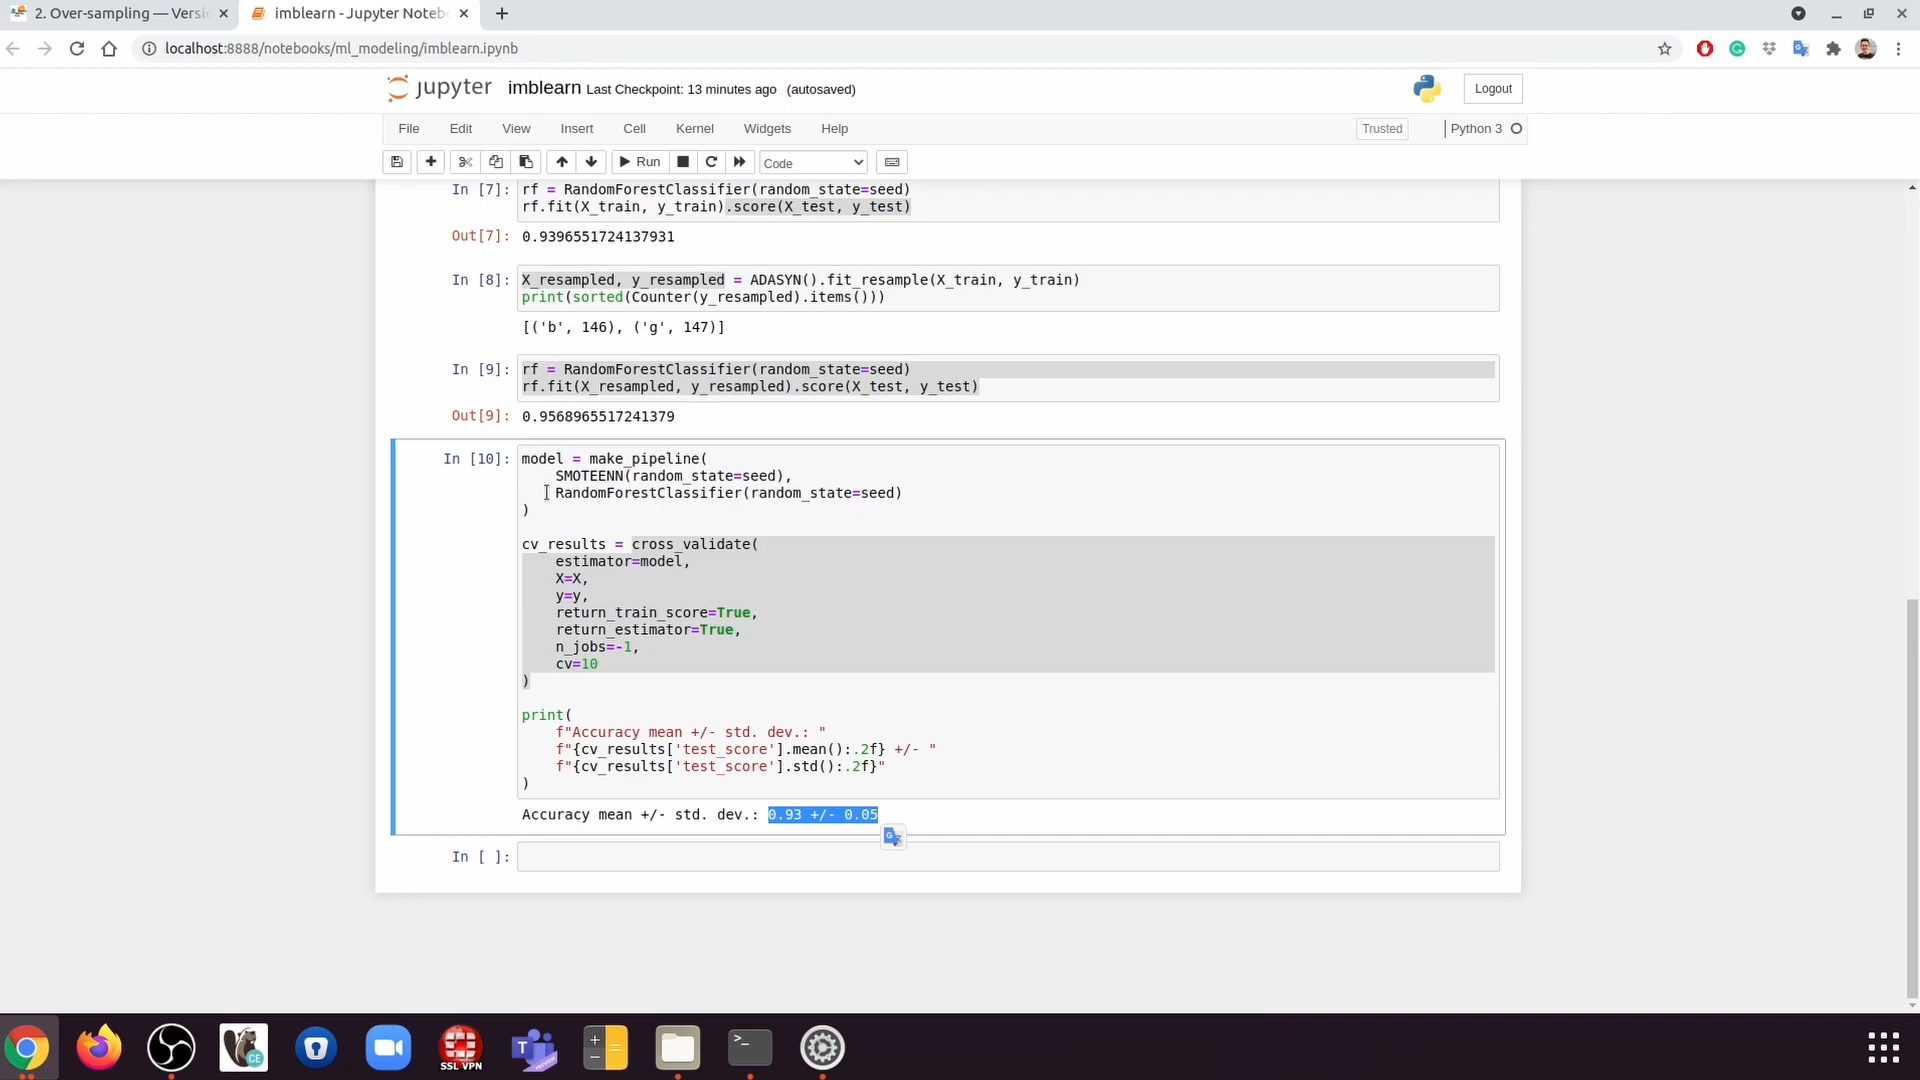 2. Over-sampling — Versi
imblearn - Jupyter Noteb
localhost:8888/notebooks/ml_modeling/imblearn.ipynb
jupyter imblearn Last Checkpoint: 13 minutes ago (autosaved)
Logout
File Edit View Insert Cell Kernel Widgets Help
Trusted
Python 3
Run
Code
In [7]: rf = RandomForestClassifier(random_state=seed)
rf.fit(X_train, y_train).score(X_test, y_test)
Out[7]: 0.9396551724137931
In [8]: X_resampled, y_resampled = ADASYN().fit_resample(X_train, y_train)
print(sorted(Counter(y_resampled).items()))
[('b', 146), ('g', 147)]
In [9]: rf = RandomForestClassifier(random_state=seed)
rf.fit(X_resampled, y_resampled).score(X_test, y_test)
Out[9]: 0.9568965517241379
In [10]: model = make_pipeline(
SMOTEENN(random_state=seed),
RandomForestClassifier(random_state=seed)
)
cv_results = cross_validate(
estimator=model,
X=X,
y=y,
return_train_score=True,
return_estimator=True,
n_jobs=-1,
cv=10
)
print(
f"Accuracy mean +/- std. dev.: "
f"{cv_results['test_score'].mean():.2f} +/- "
f"{cv_results['test_score'].std():.2f}"
)
Accuracy mean +/- std. dev.: 0.93 +/- 0.05
In [ ]:
CE
SSL VPN
PREVIEW